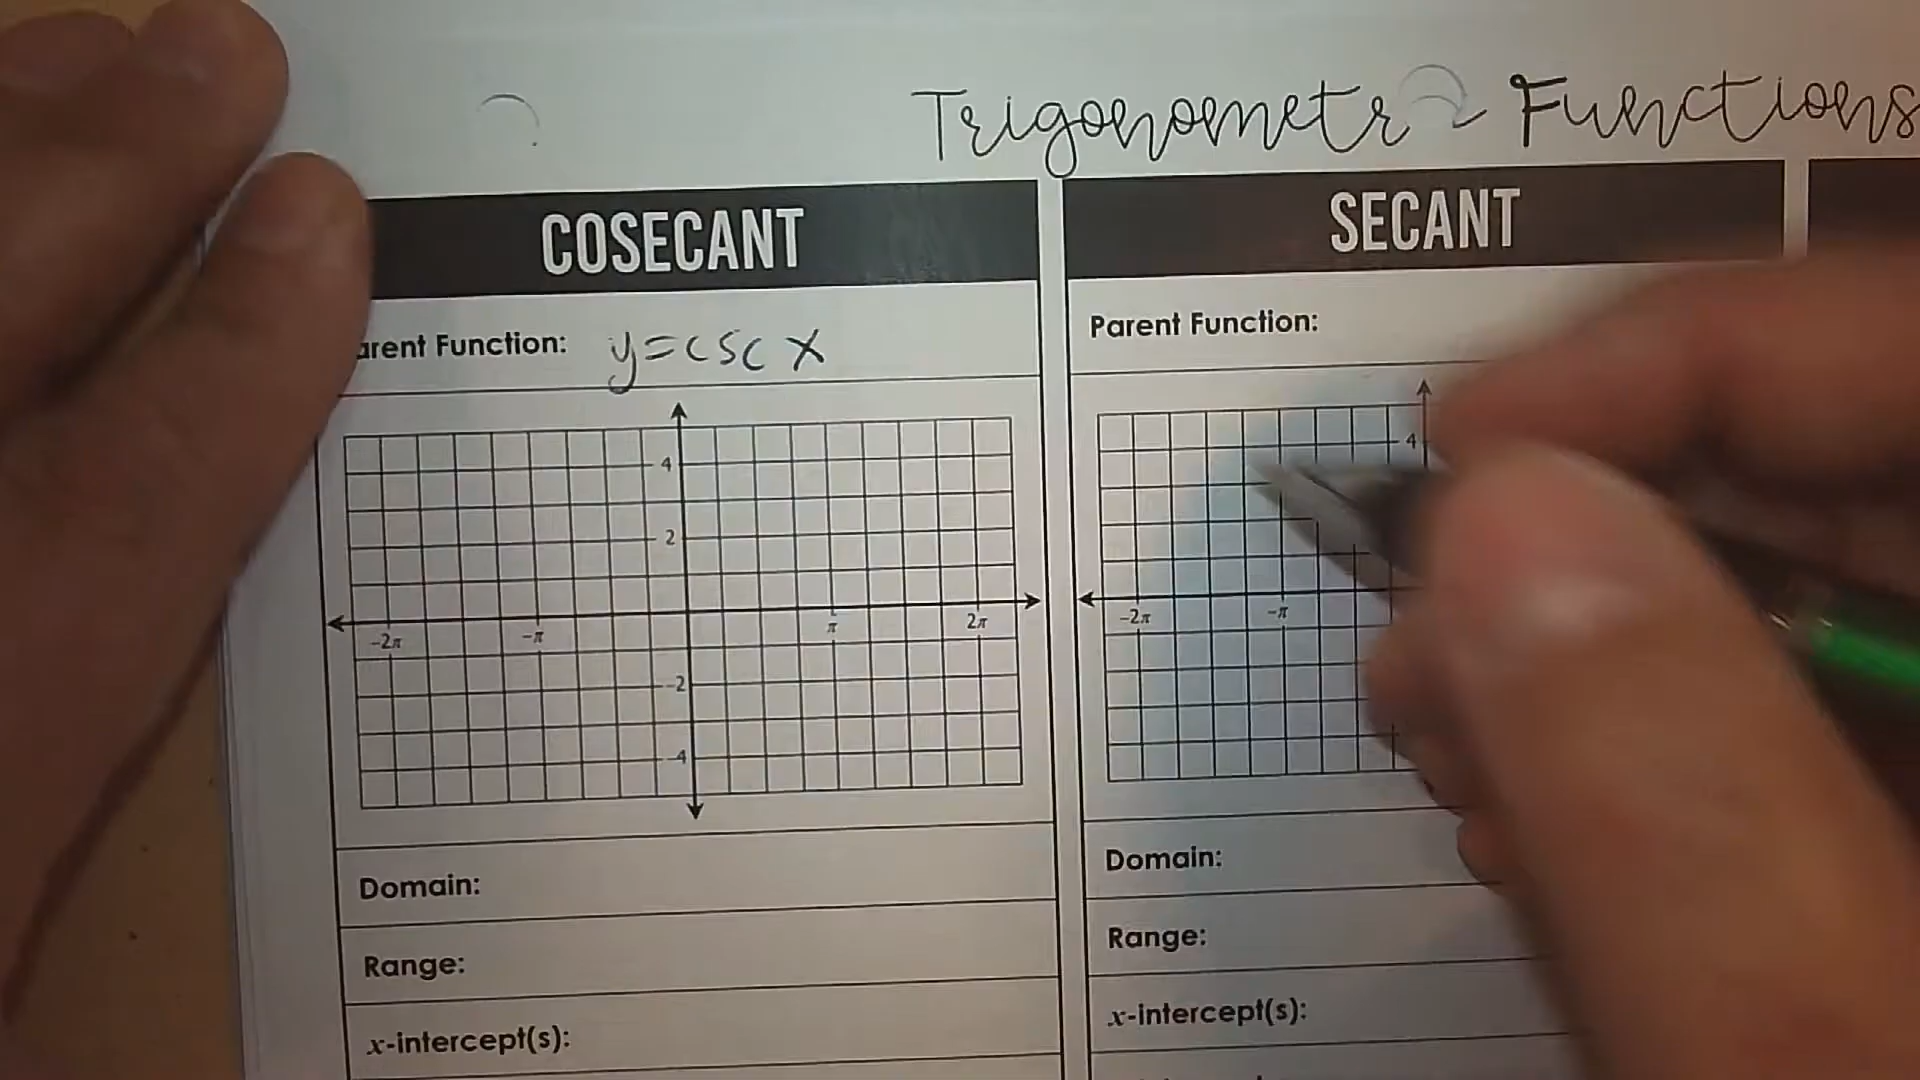 Trigonometr Functions
COSECANT
SECANT
arent Function: y=csc x
Parent Function:
4
2
-2π
-π
π
2π
-2
-4
4
-2π
-π
Domain:
Domain:
Range:
Range:
x-intercept(s):
x-intercept(s):